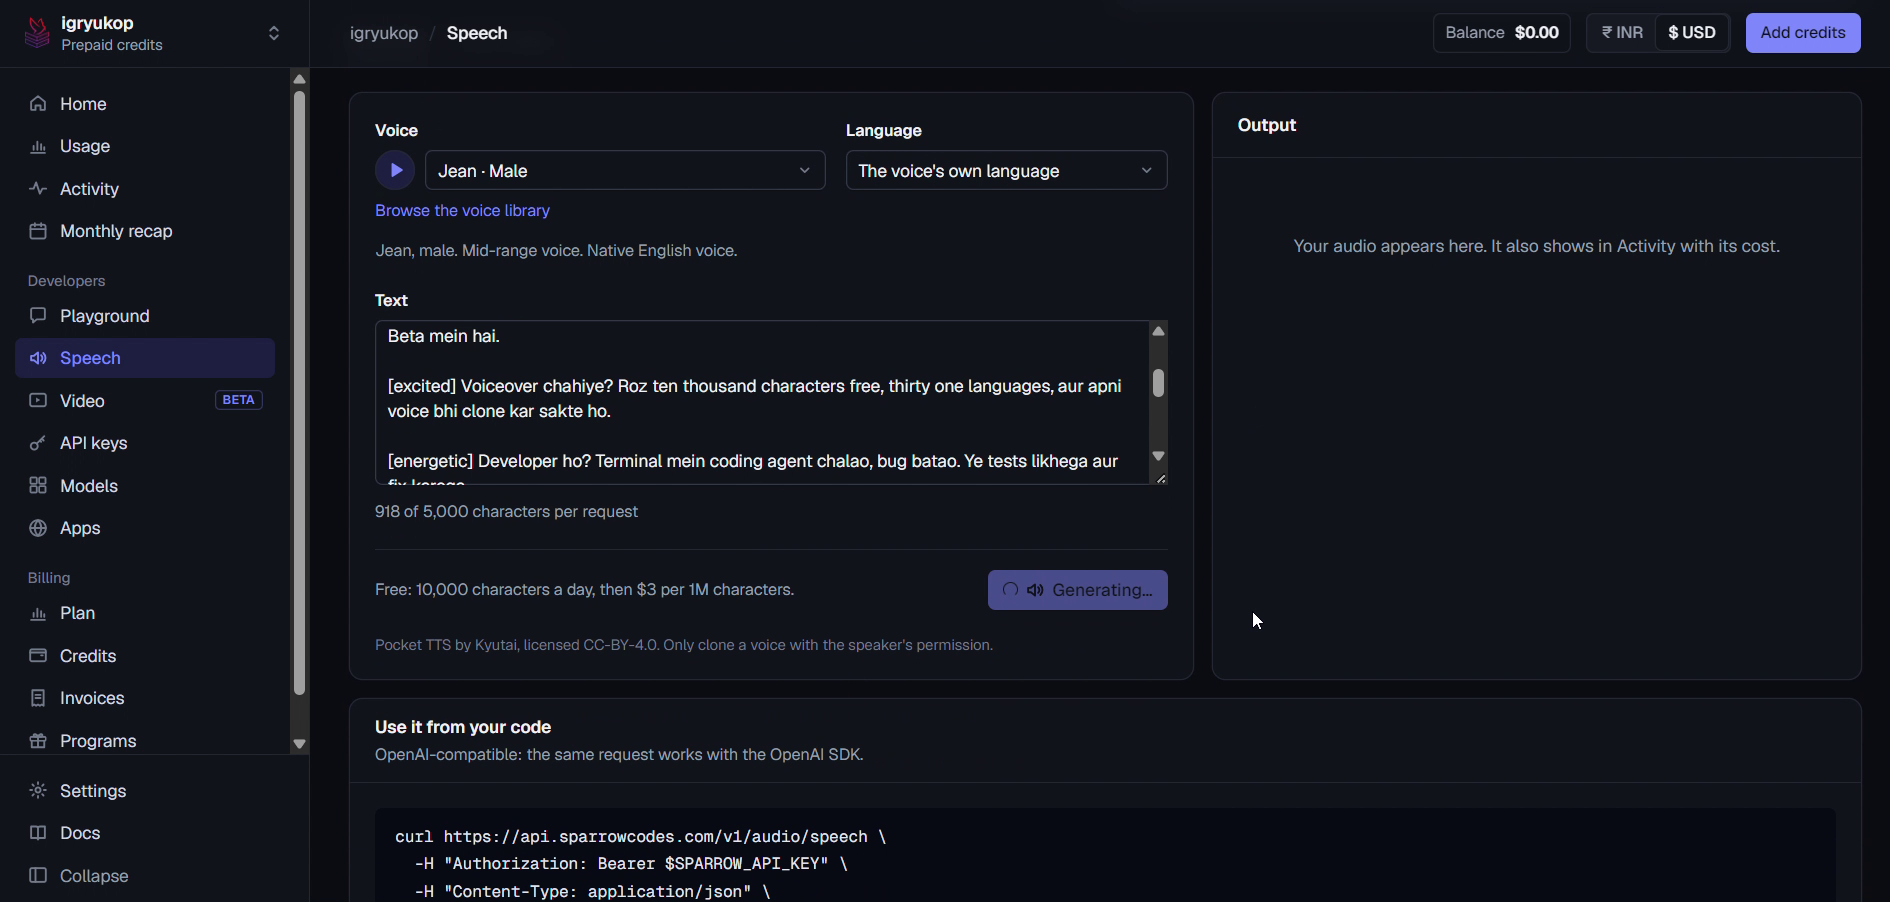 igryukop
Prepaid credits
Home
Usage
Activity
Monthly recap
Developers
Playground
Speech
Video BETA
API keys
Models
Apps
Billing
Plan
Credits
Invoices
Programs
Settings
Docs
Collapse
igryukop / Speech
Balance $0.00
₹ INR $ USD
Add credits
Voice
Jean · Male
Browse the voice library
Jean, male. Mid-range voice. Native English voice.
Language
The voice's own language
Text
Beta mein hai.
[excited] Voiceover chahiye? Roz ten thousand characters free, thirty one languages, aur apni
voice bhi clone kar sakte ho.
[energetic] Developer ho? Terminal mein coding agent chalao, bug batao. Ye tests likhega aur
918 of 5,000 characters per request
Free: 10,000 characters a day, then $3 per 1M characters.
Generating...
Pocket TTS by Kyutai, licensed CC-BY-4.0. Only clone a voice with the speaker's permission.
Output
Your audio appears here. It also shows in Activity with its cost.
Use it from your code
OpenAI-compatible: the same request works with the OpenAI SDK.
curl https://api.sparrowcodes.com/v1/audio/speech \
-H "Authorization: Bearer $SPARROW_API_KEY" \
-H "Content-Type: application/json" \